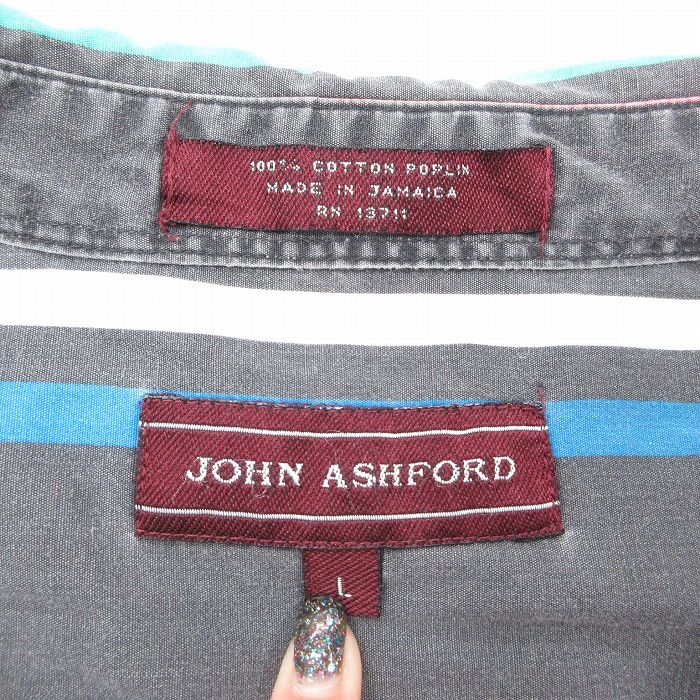 100% COTTON POPLIN
MADE IN JAMAICA
RN 13711
JOHN ASHFORD
L